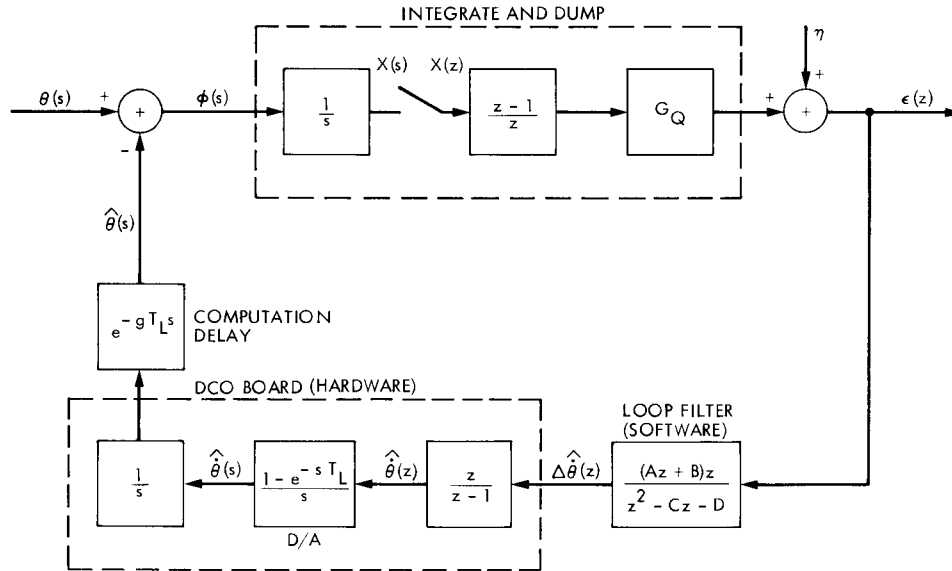 INTEGRATE AND DUMP
θ(s)
+
+
−
ϕ(s)
1/s
X(s)
X(z)
z − 1 / z
G_Q
+
+
η
+
ε(z)
θ̂(s)
e^{−g T_L s}
COMPUTATION
DELAY
DCO BOARD (HARDWARE)
1/s
θ̇̂(s)
1 − e^{−s T_L} / s
D/A
θ̇̂(z)
z / z − 1
Δθ̇̂(z)
LOOP FILTER
(SOFTWARE)
(Az + B)z / z² − Cz − D